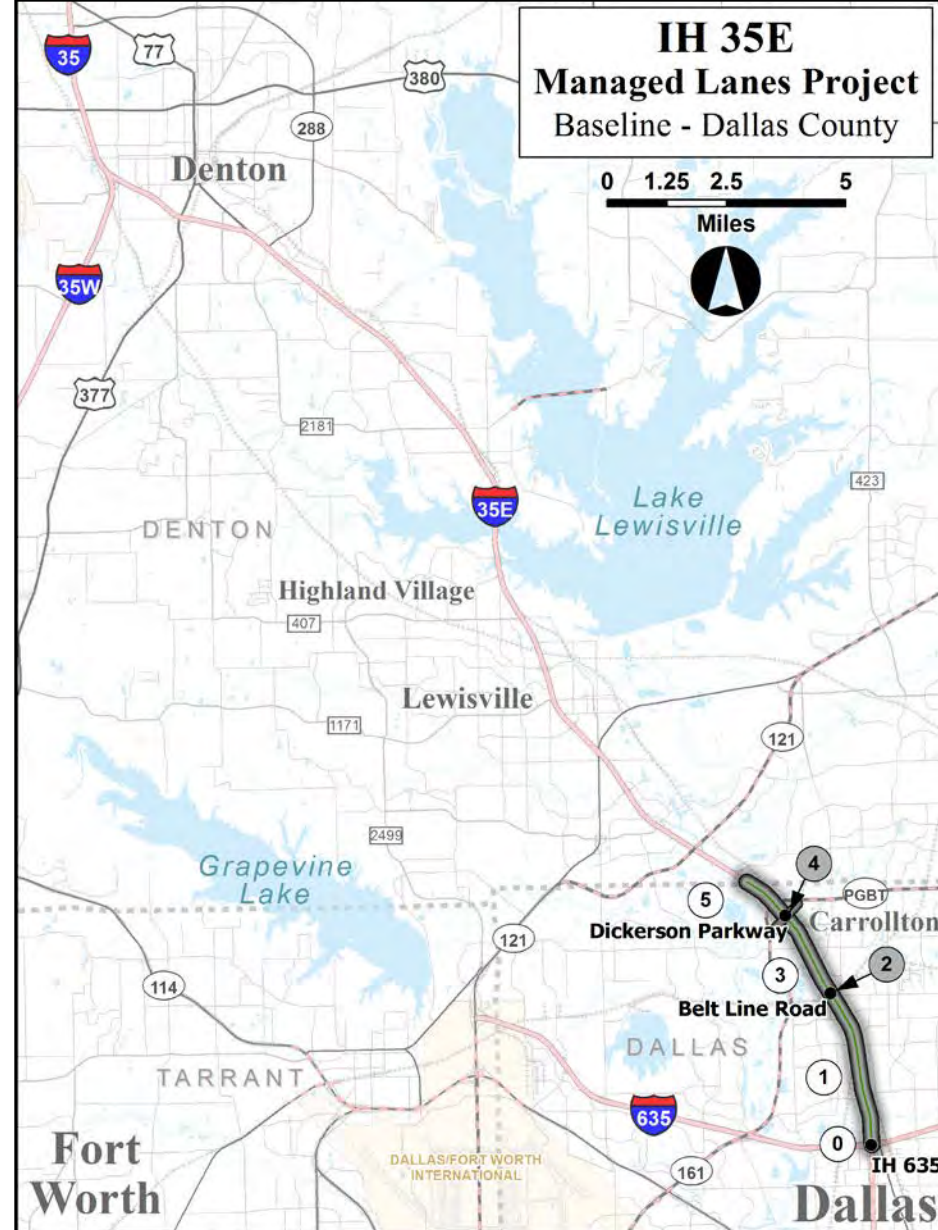 IH 35E
Managed Lanes Project
Baseline - Dallas County
0 1.25 2.5 5
Miles
35
77
380
288
Denton
35W
377
2181
423
35E
Lake
Lewisville
DENTON
Highland Village
407
Lewisville
1171
121
2499
Grapevine
Lake
4
5
PGBT
Dickerson Parkway
Carrollton
121
3
2
114
Belt Line Road
DALLAS
TARRANT
1
635
0
Fort
Worth
DALLAS/FORT WORTH
INTERNATIONAL
161
IH 635
Dallas